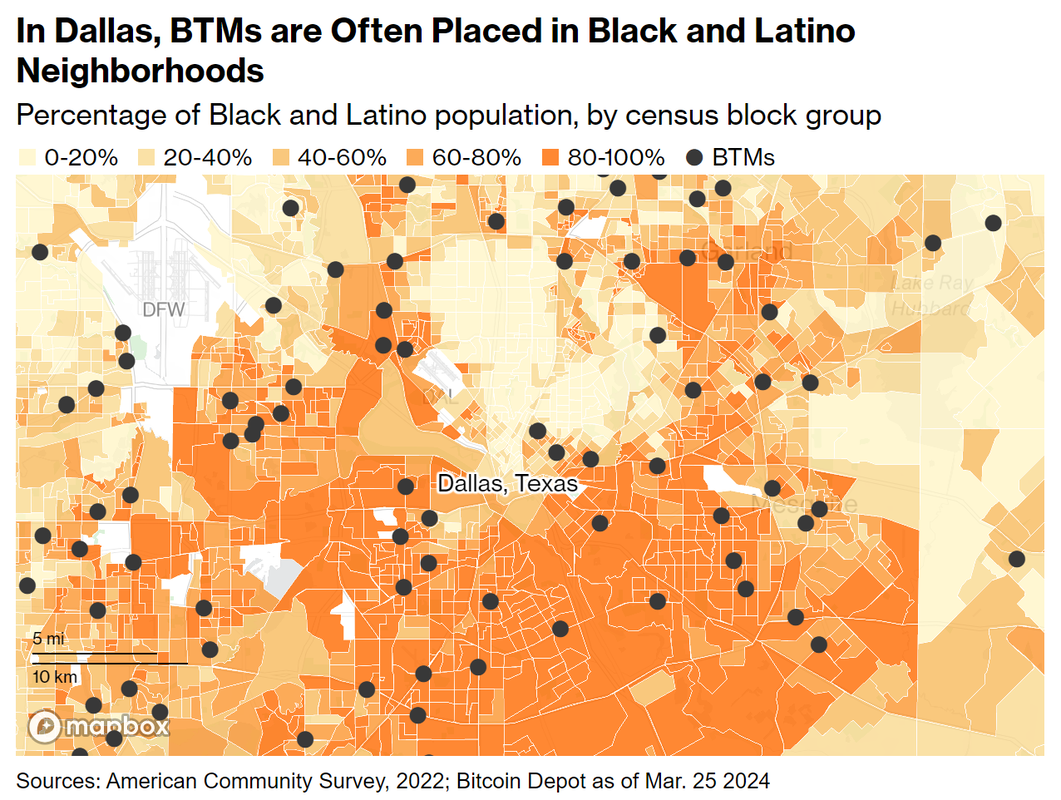 In Dallas, BTMs are Often Placed in Black and Latino
Neighborhoods
Percentage of Black and Latino population, by census block group
0-20% 20-40% 40-60% 60-80% 80-100% BTMs
Garland
Lake Ray
Hubbard
DFW
DAL
Dallas, Texas
Mesquite
5 mi
10 km
mapbox
Sources: American Community Survey, 2022; Bitcoin Depot as of Mar. 25 2024